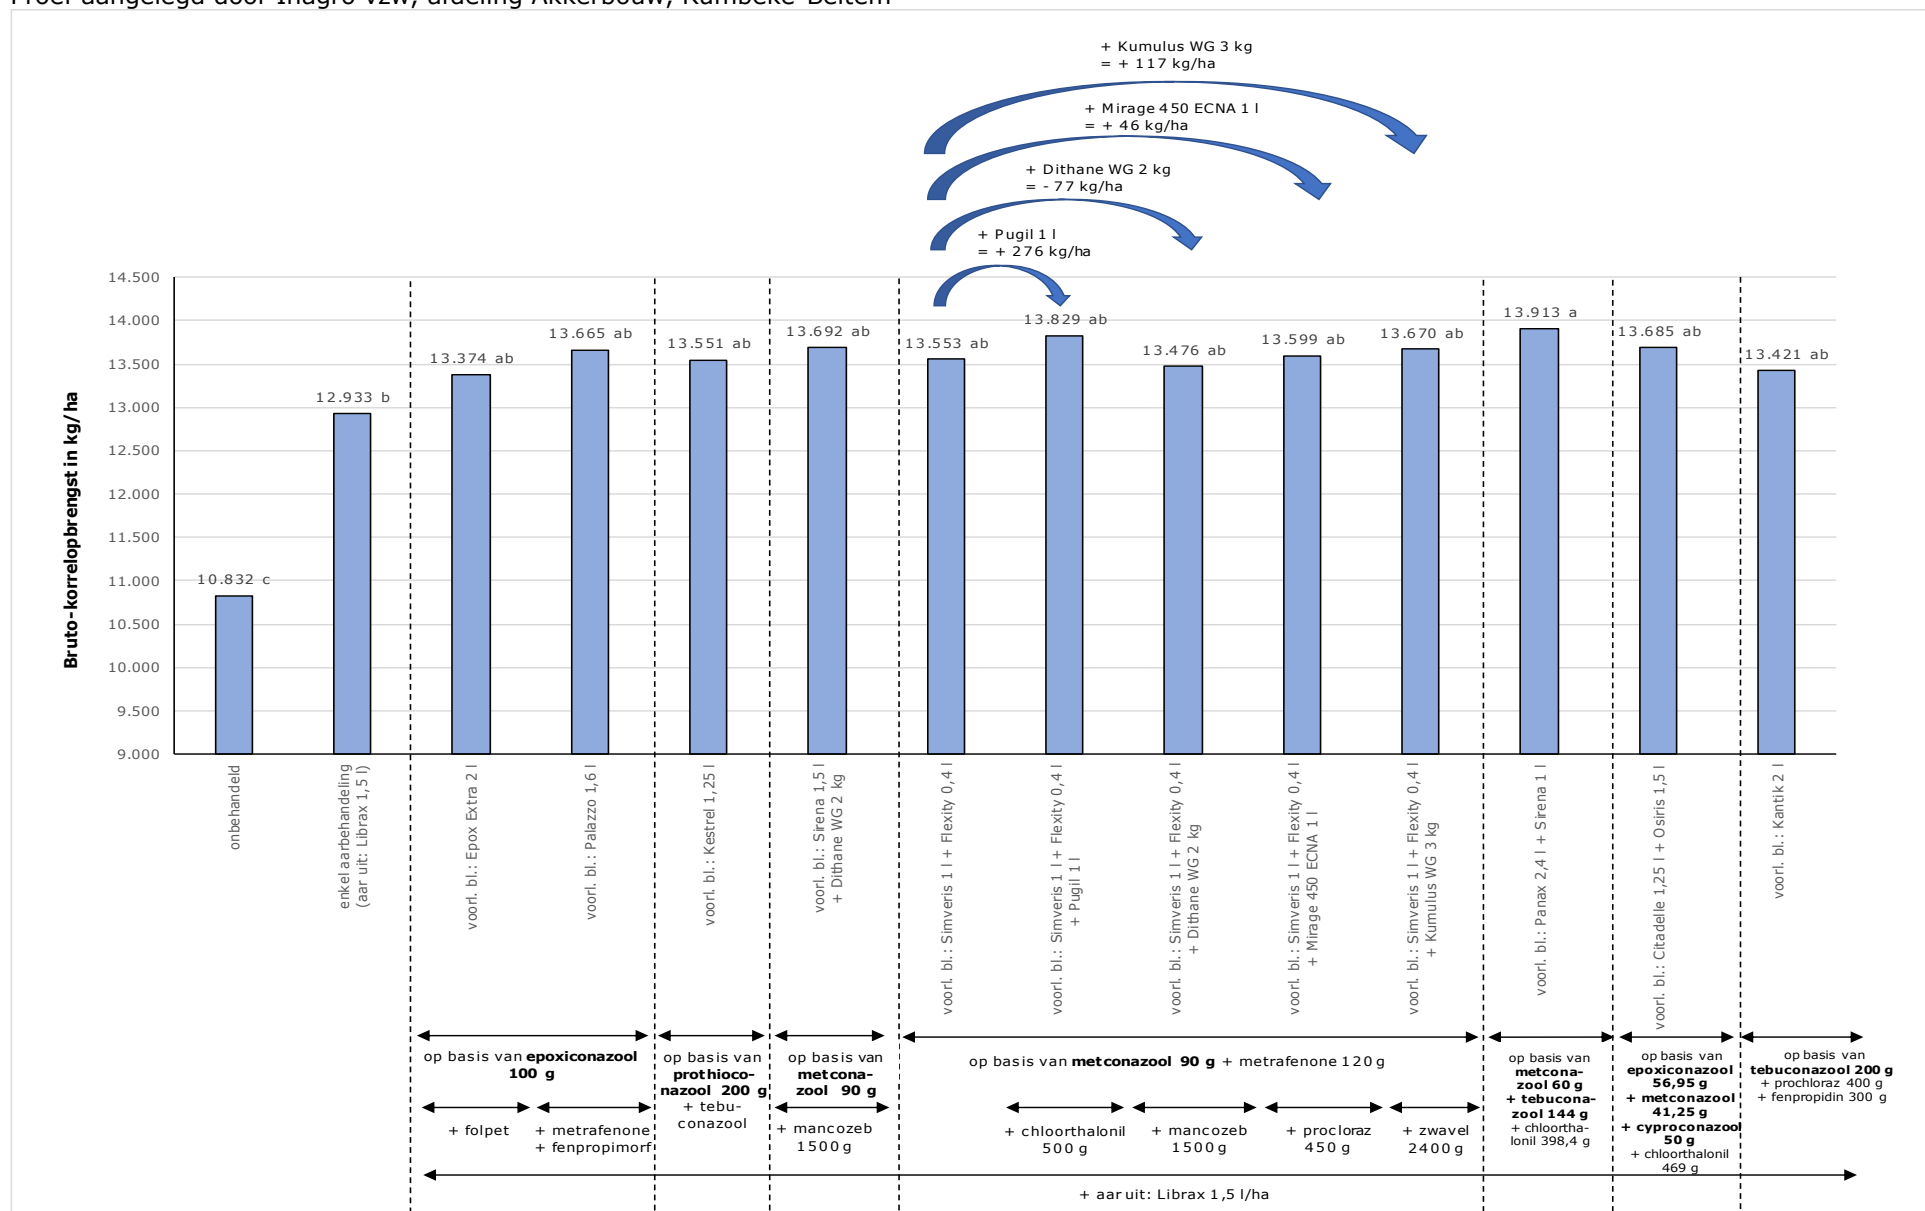 + Kumulus WG 3 kg
= + 117 kg/ha
+ Mirage 450 ECNA 1 l
= + 46 kg/ha
+ Dithane WG 2 kg
= - 77 kg/ha
+ Pugil 1 l
= + 276 kg/ha
Bruto-korrelopbrengst in kg/ha
14.500
14.000
13.500
13.000
12.500
12.000
11.500
11.000
10.500
10.000
9.500
9.000
10.832 c
12.933 b
13.374 ab
13.665 ab
13.551 ab
13.692 ab
13.553 ab
13.829 ab
13.476 ab
13.599 ab
13.670 ab
13.913 a
13.685 ab
13.421 ab
onbehandeld
enkel aarbehandeling
(aar uit: Librax 1,5 l)
voorl. bl.: Epox Extra 2 l
voorl. bl.: Palazzo 1,6 l
voorl. bl.: Kestrel 1,25 l
voorl. bl.: Sirena 1,5 l
+ Dithane WG 2 kg
voorl. bl.: Simveris 1 l + Flexity 0,4 l
voorl. bl.: Simveris 1 l + Flexity 0,4 l
+ Pugil 1 l
voorl. bl.: Simveris 1 l + Flexity 0,4 l
+ Dithane WG 2 kg
voorl. bl.: Simveris 1 l + Flexity 0,4 l
+ Mirage 450 ECNA 1 l
voorl. bl.: Simveris 1 l + Flexity 0,4 l
+ Kumulus WG 3 kg
voorl. bl.: Panax 2,4 l + Sirena 1 l
voorl. bl.: Citadelle 1,25 l + Osiris 1,5 l
voorl. bl.: Kantik 2 l
op basis van epoxiconazool
100 g
+ folpet
+ metrafenone
+ fenpropimorf
op basis van
prothioco-
nazool 200 g
+ tebu-
conazool
op basis van
metcona-
zool 90 g
+ mancozeb
1500 g
op basis van metconazool 90 g + metrafenone 120 g
+ chloorthalonil
500 g
+ mancozeb
1500 g
+ procloraz
450 g
+ zwavel
2400 g
op basis van
metcona-
zool 60 g
+ tebucona-
zool 144 g
+ chloortha-
lonil 398,4 g
op basis van
epoxiconazool
56,95 g
+ metconazool
41,25 g
+ cyproconazool
50 g
+ chloorthalonil
469 g
op basis van
tebuconazool 200 g
+ prochloraz 400 g
+ fenpropidin 300 g
+ aar uit: Librax 1,5 l/ha